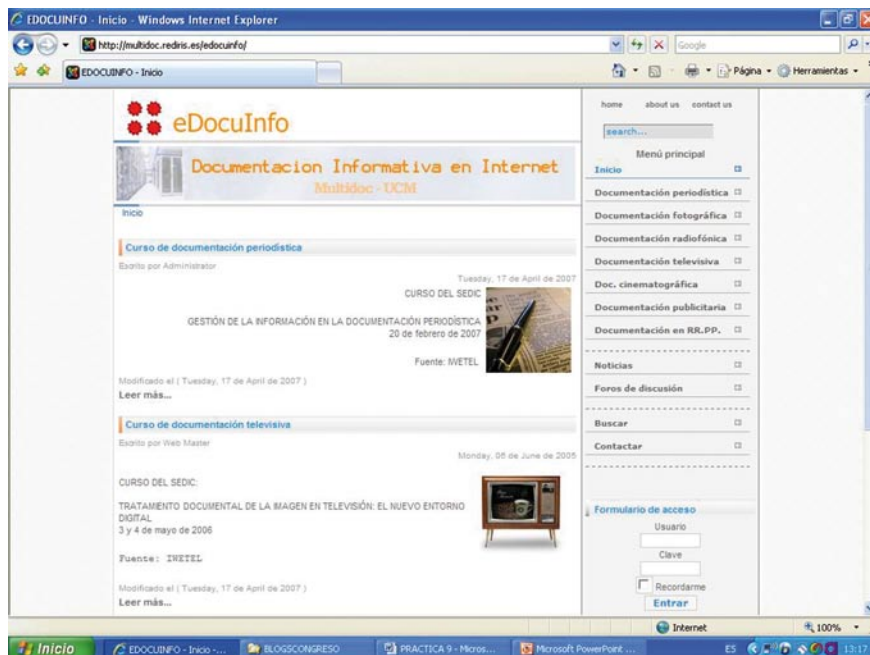 EDOCUINFO - Inicio - Windows Internet Explorer
http://multidoc.rediris.es/edocuinfo/
Google
EDOCUINFO - Inicio
Página
Herramientas
eDocuInfo
Documentacion Informativa en Internet
Multidoc - UCM
Inicio
Curso de documentación periodística
Escrito por Administrator
Tuesday, 17 de April de 2007
CURSO DEL SEDIC
GESTIÓN DE LA INFORMACIÓN EN LA DOCUMENTACIÓN PERIODÍSTICA
20 de febrero de 2007
Fuente: IWETEL
Modificado el ( Tuesday, 17 de April de 2007 )
Leer más...
Curso de documentación televisiva
Escrito por Web Master
Monday, 06 de June de 2005
CURSO DEL SEDIC:
TRATAMIENTO DOCUMENTAL DE LA IMAGEN EN TELEVISIÓN: EL NUEVO ENTORNO
DIGITAL
3 y 4 de mayo de 2006
Fuente: IWETEL
Modificado el ( Tuesday, 17 de April de 2007 )
Leer más...
home about us contact us
search...
Menú principal
Inicio
Documentación periodística
Documentación fotográfica
Documentación radiofónica
Documentación televisiva
Doc. cinematográfica
Documentación publicitaria
Documentación en RR.PP.
Noticias
Foros de discusión
Buscar
Contactar
Formulario de acceso
Usuario
Clave
Recordarme
Entrar
Internet
100%
Inicio
EDOCUINFO - Inicio -...
BLOGSCONGRESO
PRACTICA 9 - Micros...
Microsoft PowerPoint ...
ES
13:17